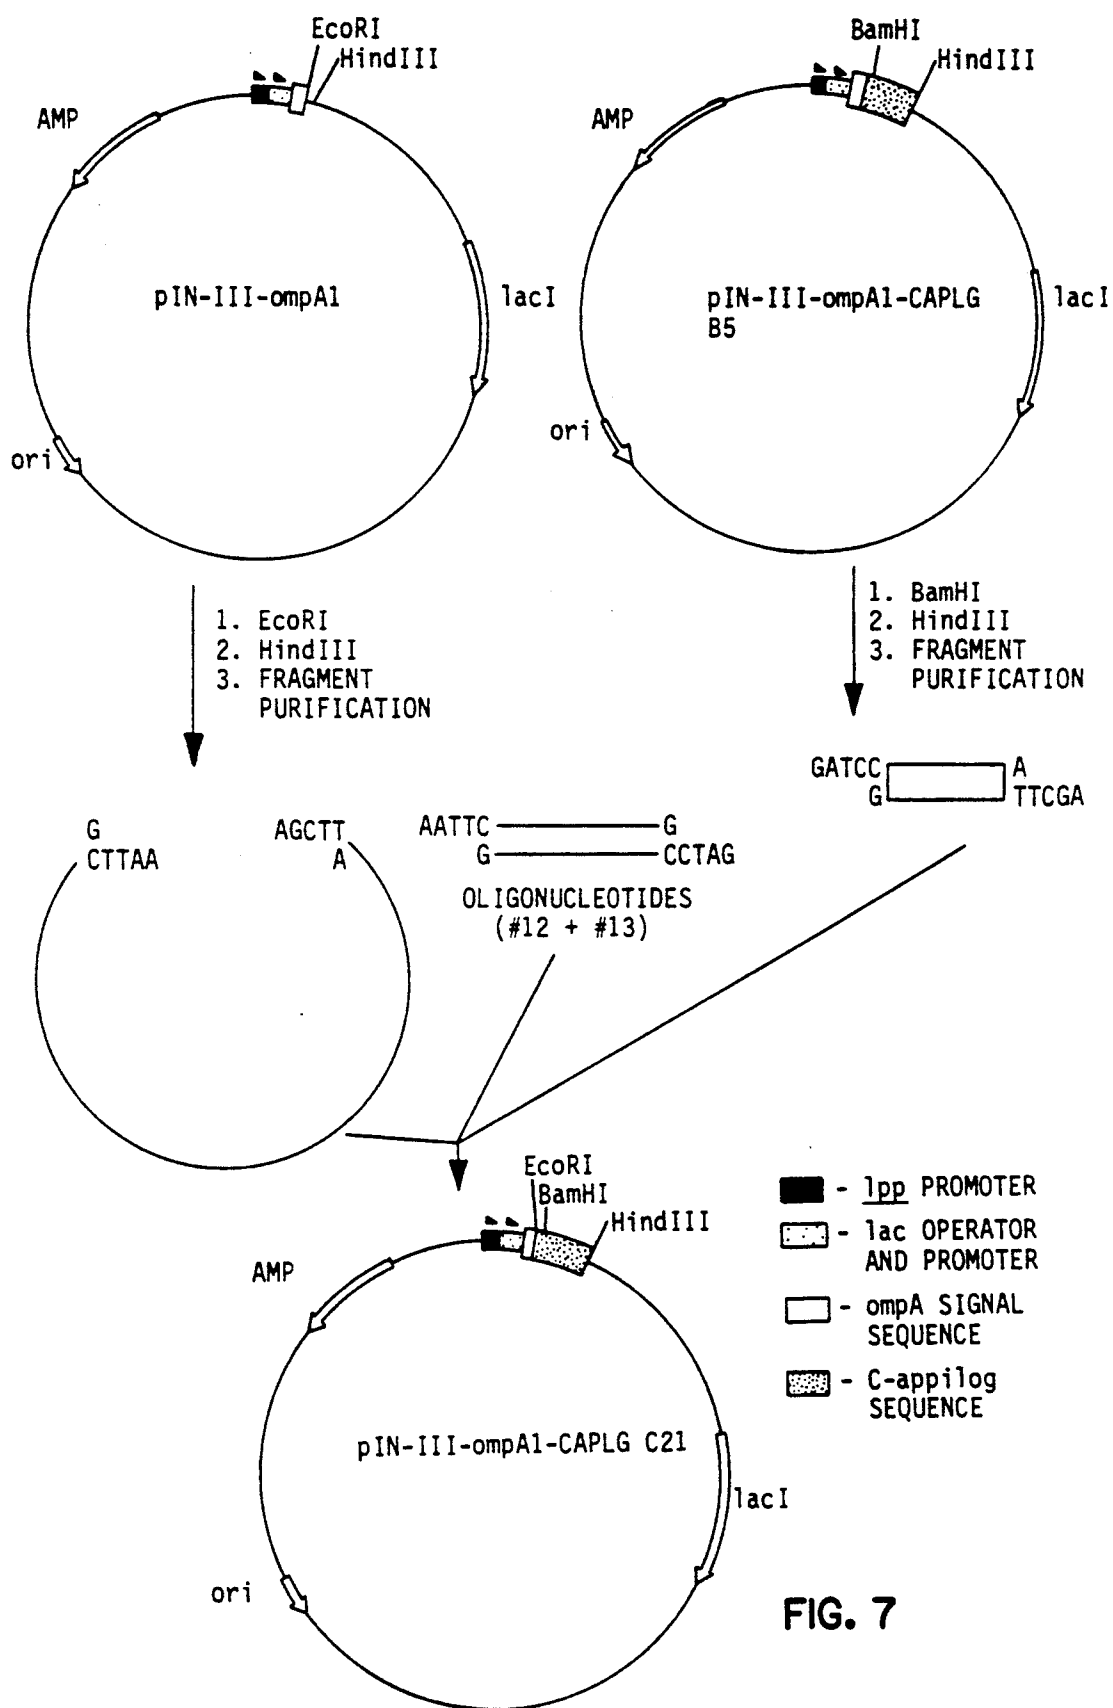 EcoRI
HindIII
AMP
pIN-III-ompA1
lacI
ori
BamHI
HindIII
AMP
pIN-III-ompA1-CAPLG
B5
lacI
ori
1. EcoRI
2. HindIII
3. FRAGMENT
PURIFICATION
1. BamHI
2. HindIII
3. FRAGMENT
PURIFICATION
GATCC A
G TTCGA
G AGCTT
CTTAA A
AATTC G
G CCTAG
OLIGONUCLEOTIDES
(#12 + #13)
EcoRI
BamHI
HindIII
AMP
pIN-III-ompA1-CAPLG C21
lacI
ori
- lpp PROMOTER
- lac OPERATOR
AND PROMOTER
- ompA SIGNAL
SEQUENCE
- C-appilog
SEQUENCE
FIG. 7